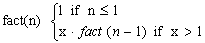 fact(n) { 1 if n ≤ 1
x · fact (n − 1) if x > 1